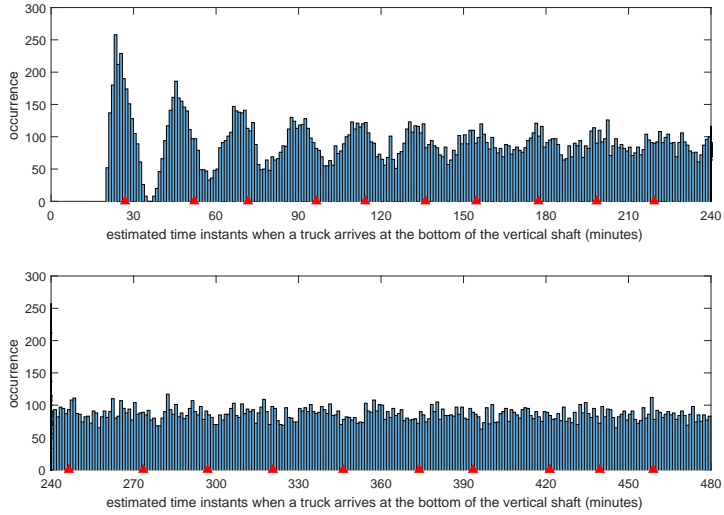 300
250
200
150
100
50
0
occurrence
30 60 90 120 150 180 210 240
estimated time instants when a truck arrives at the bottom of the vertical shaft (minutes)
300
250
200
150
100
50
0
occurrence
240 270 300 330 360 390 420 450 480
estimated time instants when a truck arrives at the bottom of the vertical shaft (minutes)